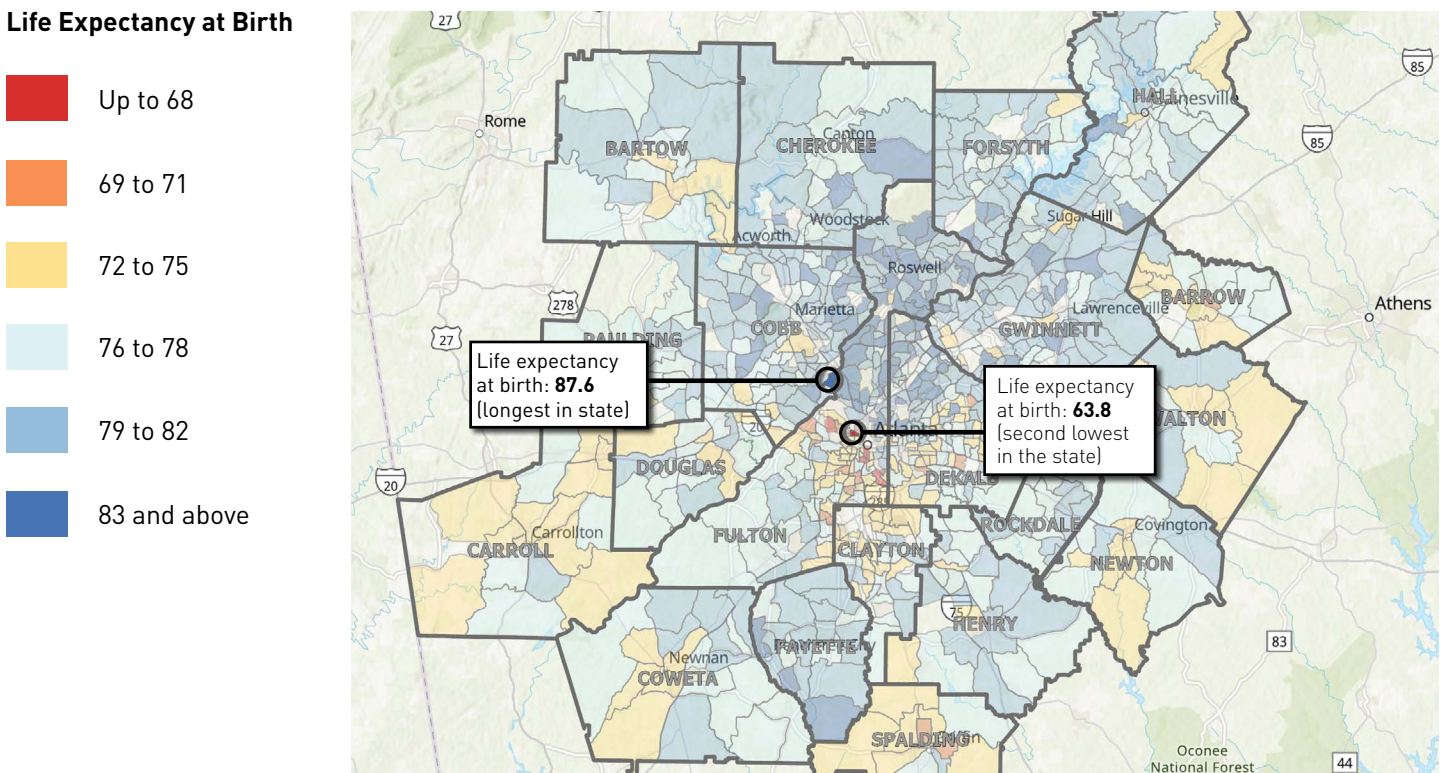 Life Expectancy at Birth
Up to 68
69 to 71
72 to 75
76 to 78
79 to 82
83 and above
27
85
Rome
HALL
Gainesville
85
BARTOW
Canton
CHEROKEE
FORSYTH
Woodstock
Sugar Hill
Acworth
Roswell
278
Athens
Marietta
Lawrenceville
BARROW
27
COBB
GWINNETT
PAULDING
Life expectancy
at birth: 87.6
(longest in state)
Life expectancy
at birth: 63.8
(second lowest
in the state)
WALTON
20
Atlanta
DOUGLAS
DEKALB
20
285
Carrollton
CARROLL
FULTON
CLAYTON
ROCKDALE
Covington
NEWTON
75
HENRY
83
FAYETTE
Newnan
COWETA
SPALDING
Oconee
National Forest
44